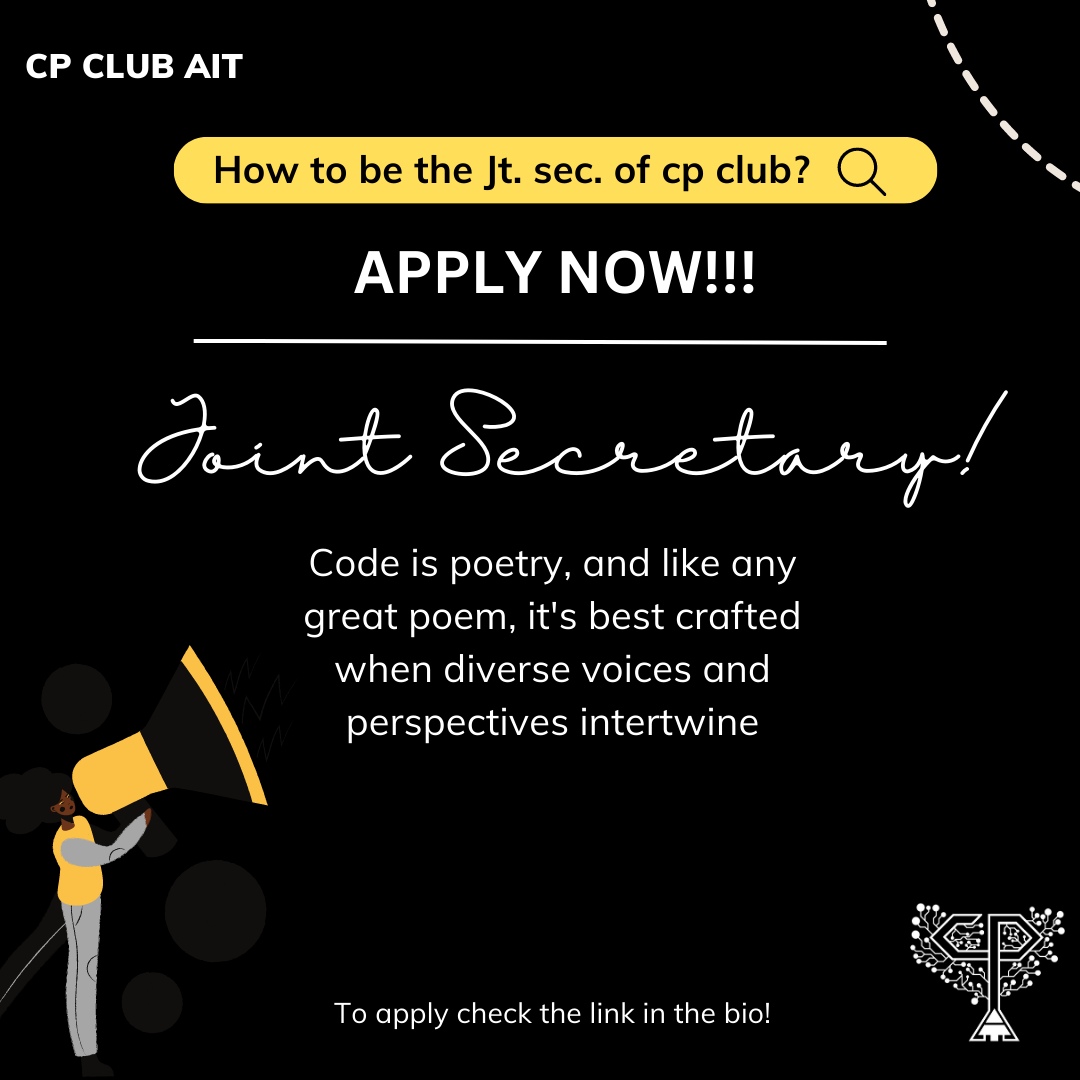 CP CLUB AIT
How to be the Jt. sec. of cp club?
APPLY NOW!!!
Joint Secretary!
Code is poetry, and like any
great poem, it's best crafted
when diverse voices and
perspectives intertwine
To apply check the link in the bio!
CP